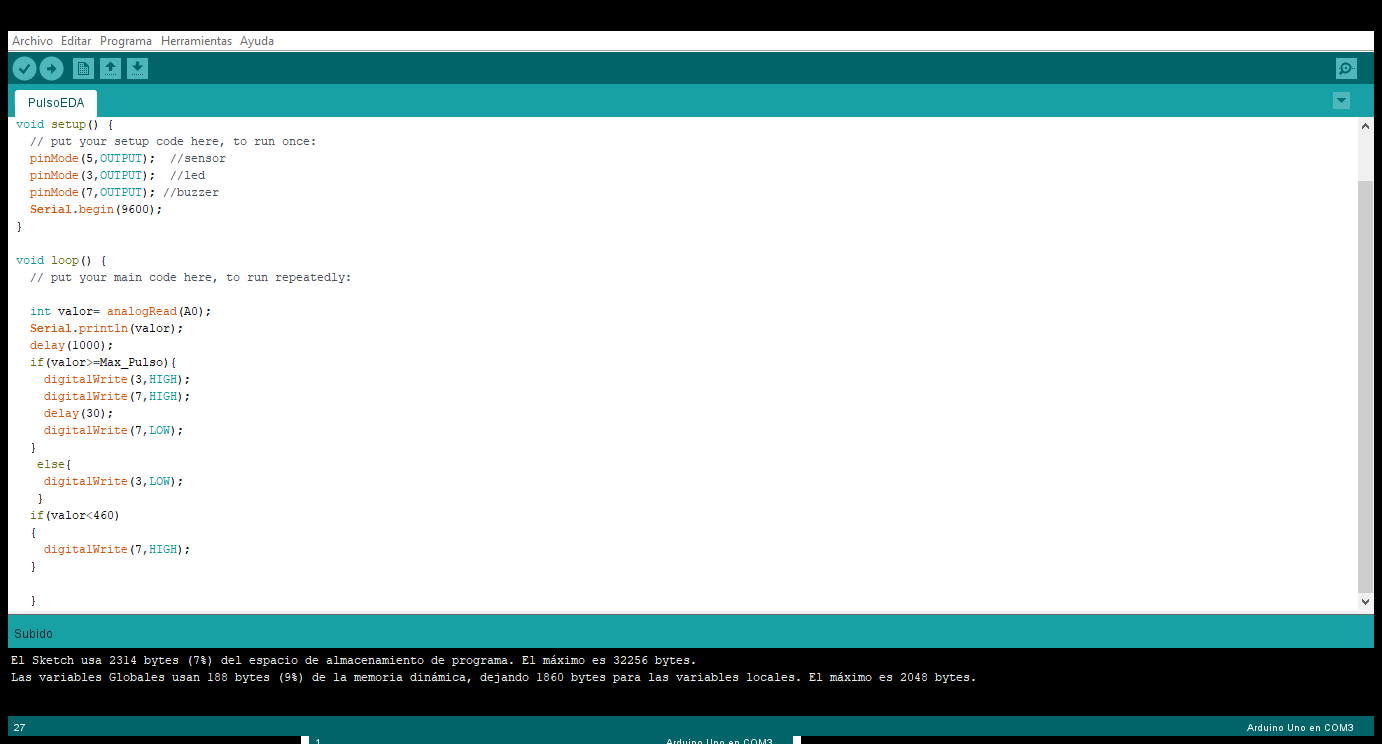 Archivo Editar Programa Herramientas Ayuda
PulsoEDA
void setup() {
  // put your setup code here, to run once:
  pinMode(5,OUTPUT);  //sensor
  pinMode(3,OUTPUT);  //led
  pinMode(7,OUTPUT); //buzzer
  Serial.begin(9600);
}
void loop() {
  // put your main code here, to run repeatedly:
  int valor= analogRead(A0);
  Serial.println(valor);
  delay(1000);
  if(valor>=Max_Pulso){
    digitalWrite(3,HIGH);
    digitalWrite(7,HIGH);
    delay(30);
    digitalWrite(7,LOW);
  }
   else{
    digitalWrite(3,LOW);
   }
  if(valor<460)
  {
    digitalWrite(7,HIGH);
  }
  }
Subido
El Sketch usa 2314 bytes (7%) del espacio de almacenamiento de programa. El máximo es 32256 bytes.
Las variables Globales usan 188 bytes (9%) de la memoria dinámica, dejando 1860 bytes para las variables locales. El máximo es 2048 bytes.
27 Arduino Uno en COM3
1 Arduino Uno en COM3